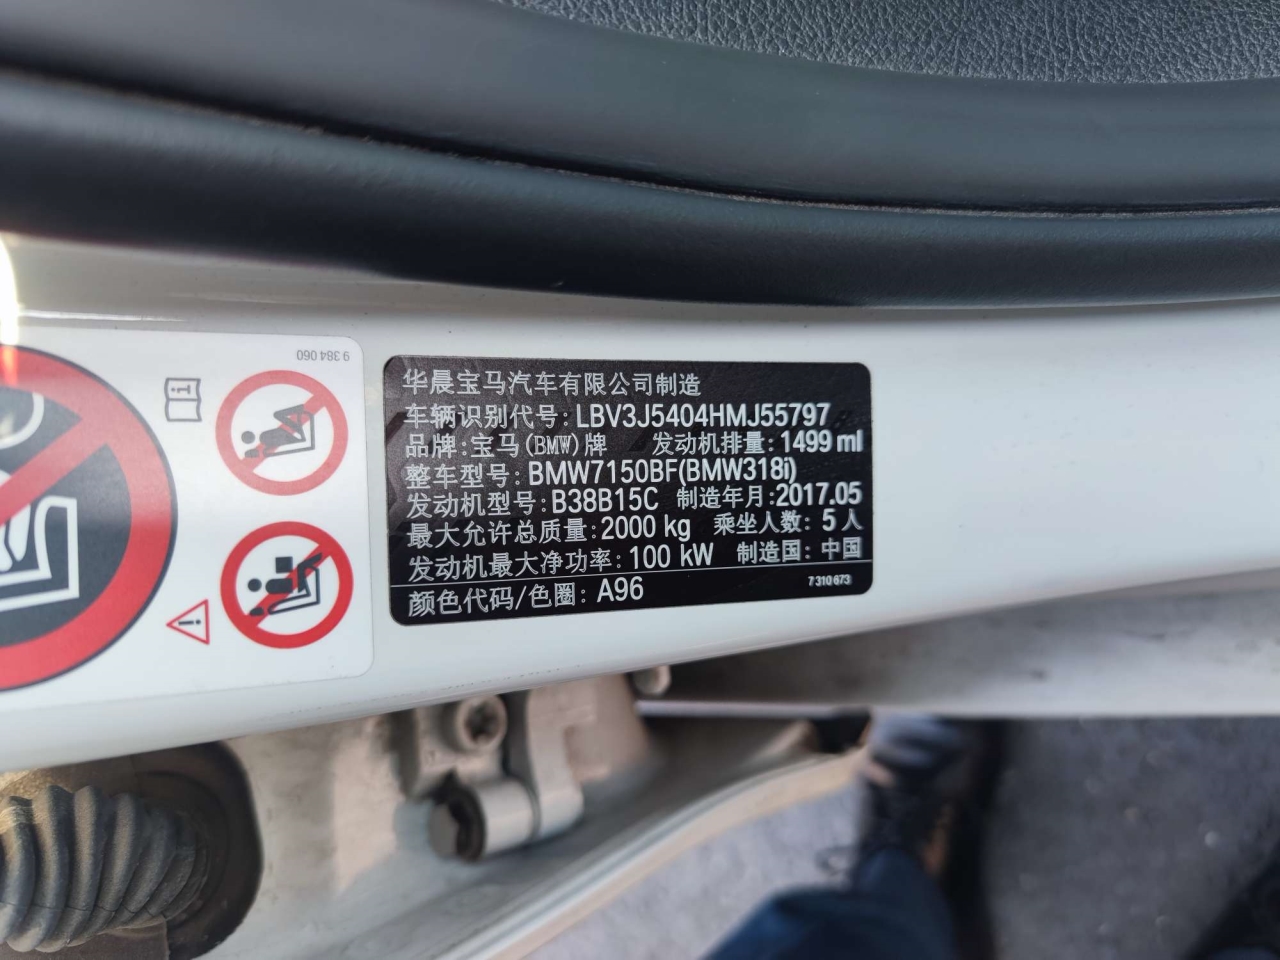 9 384 060
华晨宝马汽车有限公司制造
车辆识别代号: LBV3J5404HMJ55797
品牌: 宝马(BMW)牌 发动机排量: 1499 ml
整车型号: BMW7150BF(BMW318i)
发动机型号: B38B15C 制造年月: 2017.05
最大允许总质量: 2000 kg 乘坐人数: 5人
发动机最大净功率: 100 kW 制造国: 中国
颜色代码/色圈: A96 7 310 673